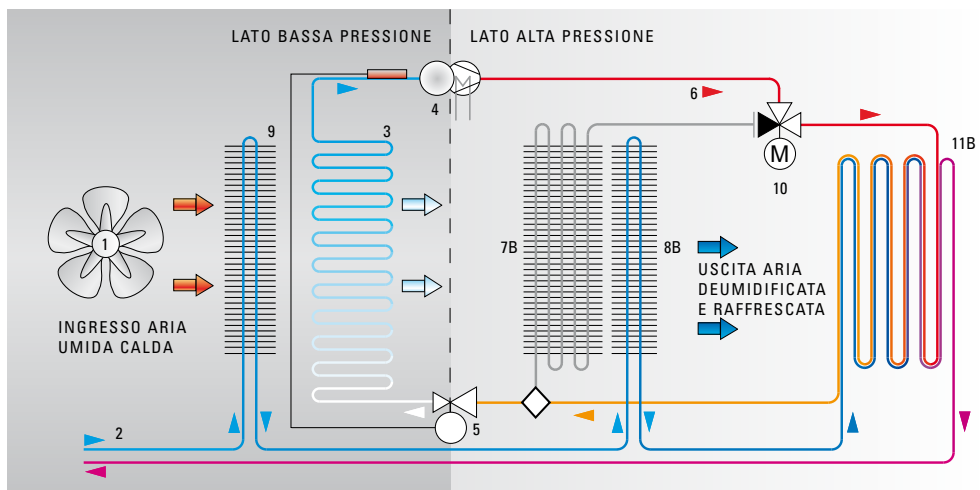 LATO BASSA PRESSIONE
LATO ALTA PRESSIONE
4
M
6
9
3
M
10
11B
1
7B
8B
USCITA ARIA
DEUMIDIFICATA
E RAFFRESCATA
INGRESSO ARIA
UMIDA CALDA
5
2